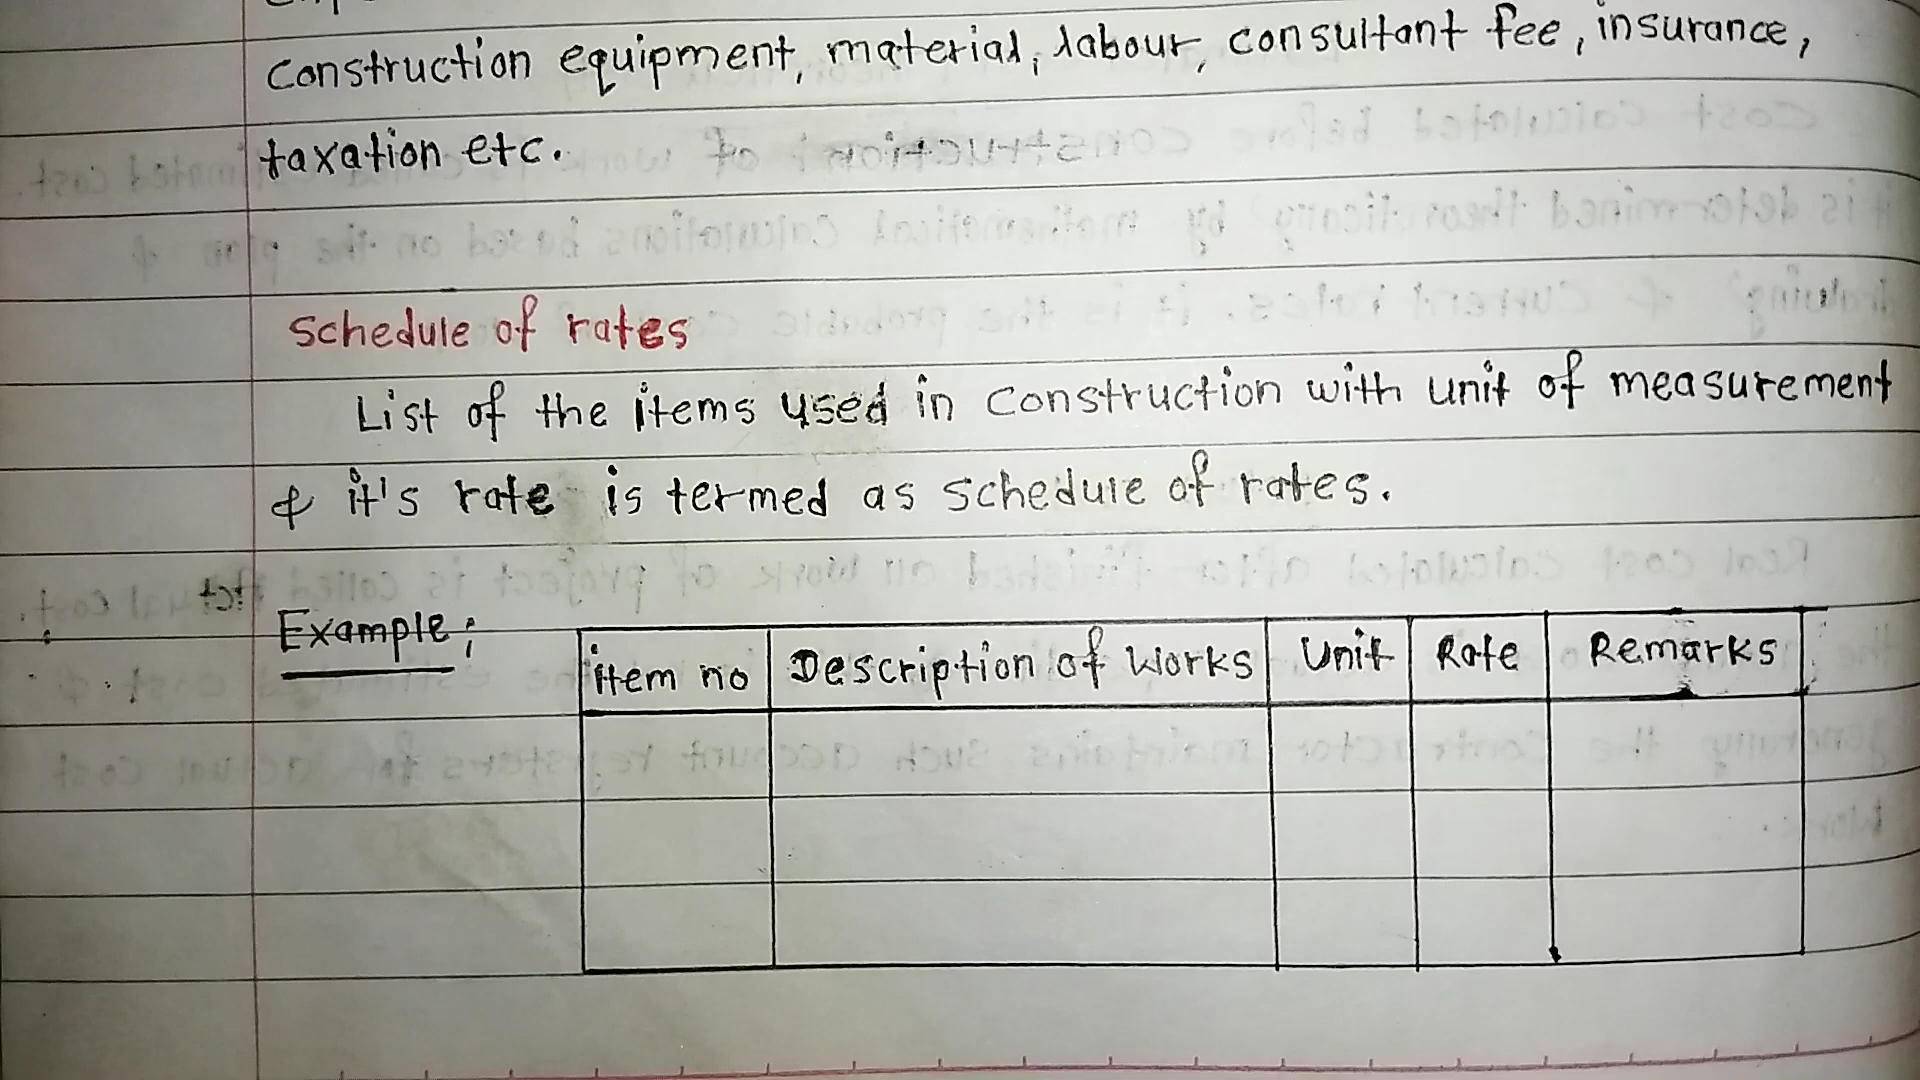 construction equipment, material, labour, consultant fee, insurance,
taxation etc.
Schedule of rates
List of the items used in construction with unit of measurement
& it's rate is termed as schedule of rates.
Example:
item no Description of works Unit Rate Remarks